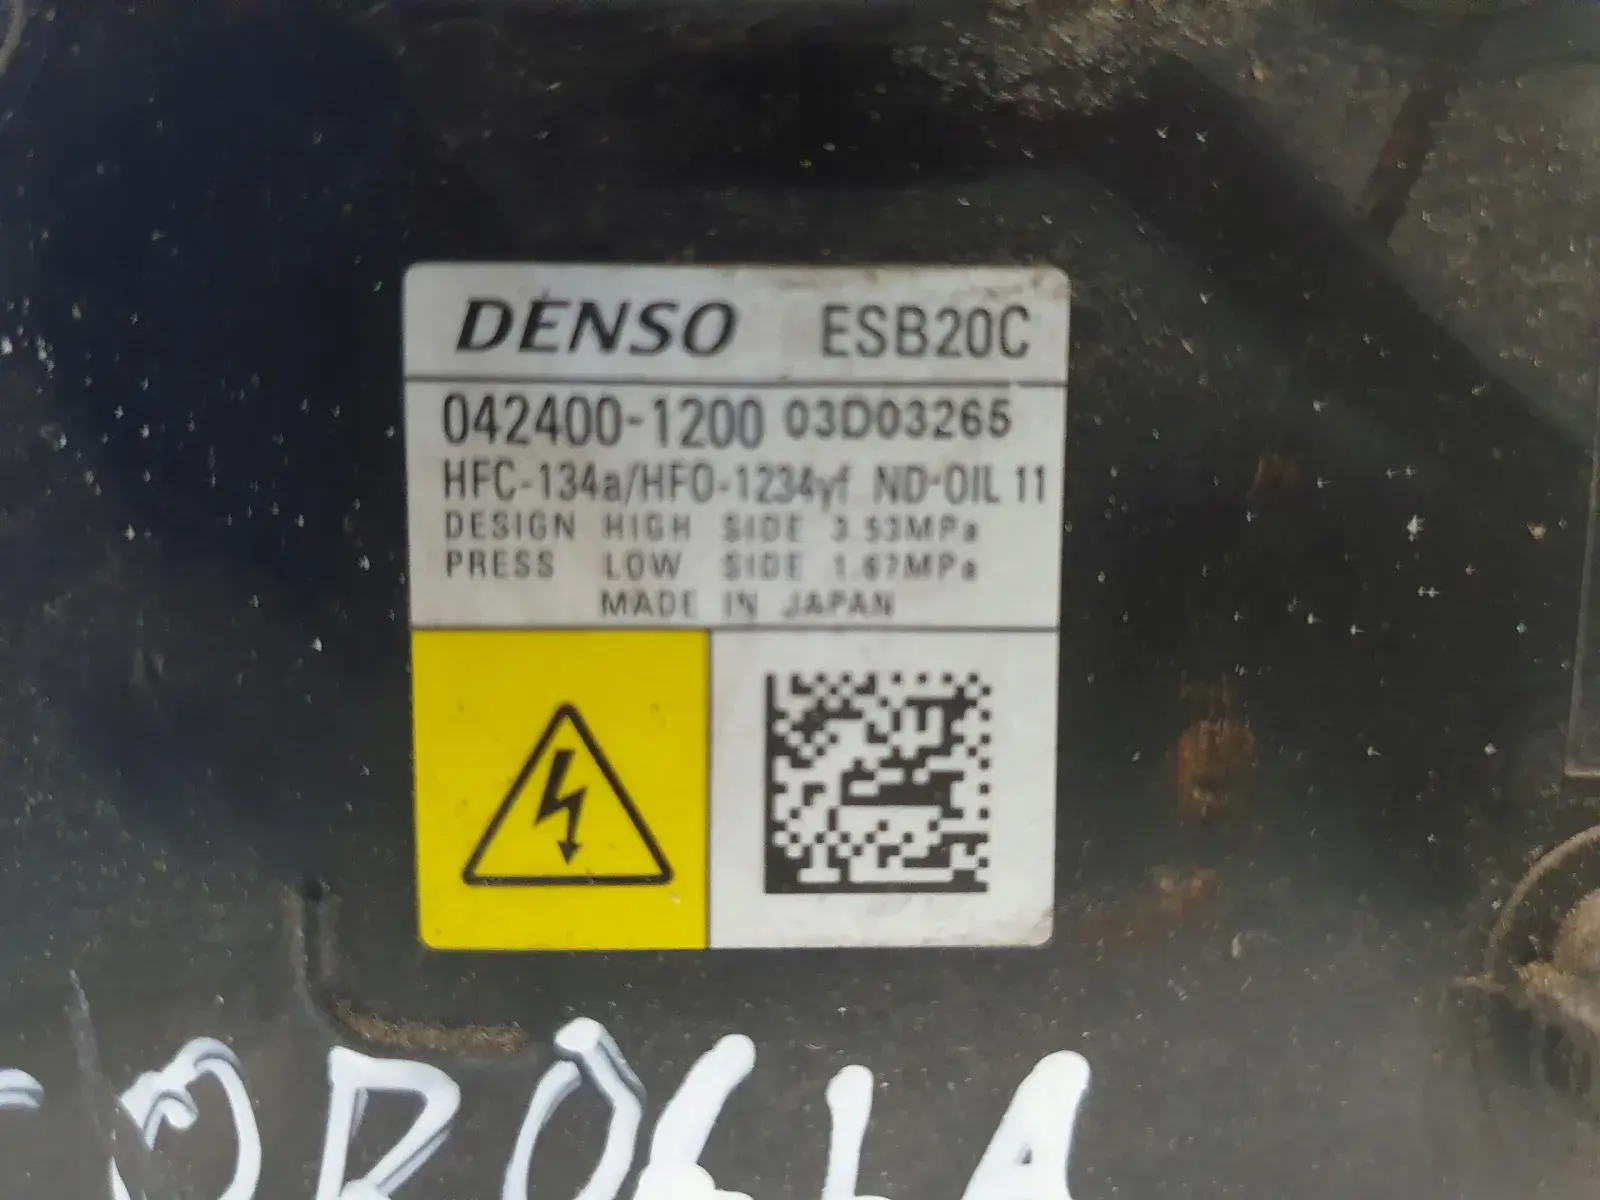 DENSO ESB20C
042400-1200 03D03265
HFC-134a/HFO-1234yf ND-OIL 11
DESIGN HIGH SIDE 3.53MPa
PRESS LOW SIDE 1.67MPa
MADE IN JAPAN